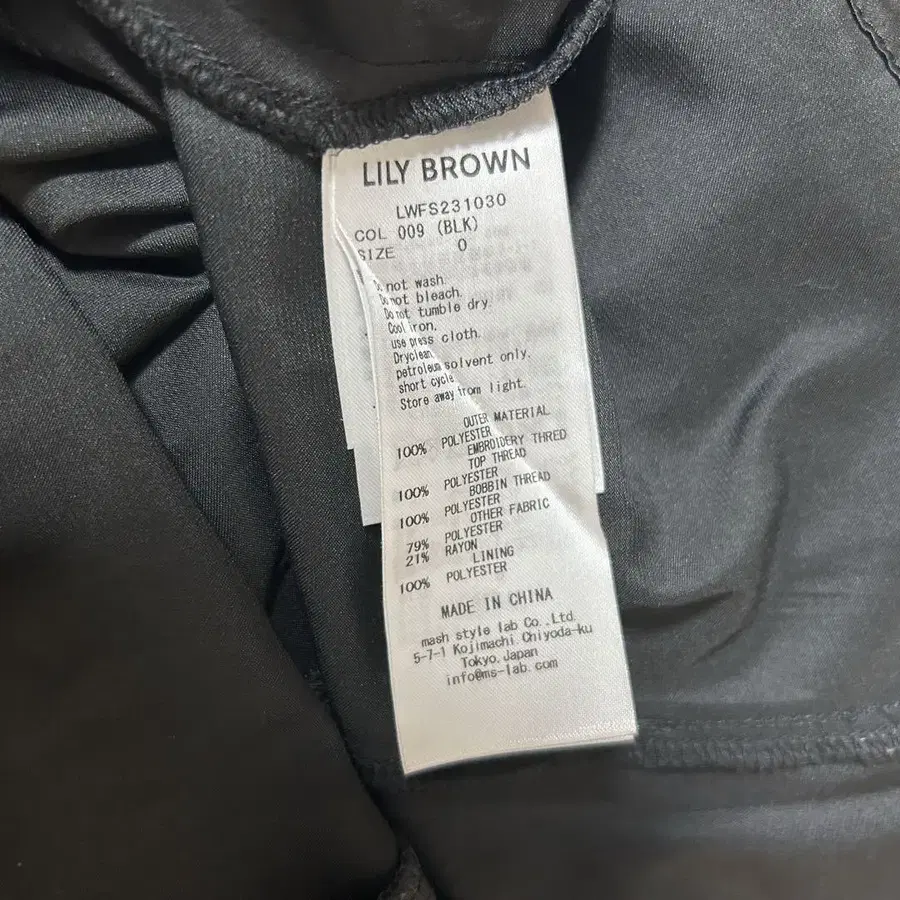 LILY BROWN
LWFS231030
COL 009 (BLK)
SIZE 0
Do not wash.
Do not bleach.
Do not tumble dry.
Cool iron.
use press cloth.
Dryclean
petroleum solvent only.
short cycle
Store away from light.
OUTER MATERIAL
100% POLYESTER
EMBROIDERY THRED
TOP THREAD
100% POLYESTER
BOBBIN THREAD
100% POLYESTER
OTHER FABRIC
79% POLYESTER
21% RAYON
LINING
100% POLYESTER
MADE IN CHINA
mash style lab Co.,Ltd.
5-7-1 Kojimachi Chiyoda-ku
Tokyo.Japan
info@ms-lab.com